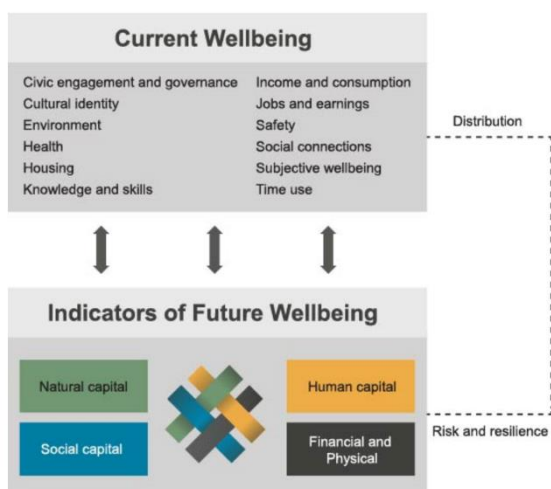 Current Wellbeing
Civic engagement and governance
Cultural identity
Environment
Health
Housing
Knowledge and skills
Income and consumption
Jobs and earnings
Safety
Social connections
Subjective wellbeing
Time use
Distribution
Indicators of Future Wellbeing
Natural capital
Human capital
Social capital
Financial and
Physical
Risk and resilience